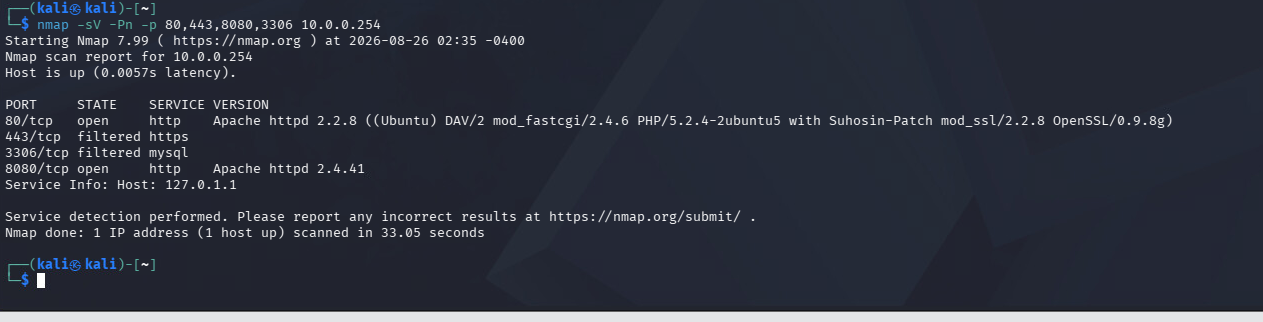 ┌──(kali㉿kali)-[~]
└─$ nmap -sV -Pn -p 80,443,8080,3306 10.0.0.254
Starting Nmap 7.99 ( https://nmap.org ) at 2026-08-26 02:35 -0400
Nmap scan report for 10.0.0.254
Host is up (0.0057s latency).
PORT     STATE    SERVICE VERSION
80/tcp   open     http    Apache httpd 2.2.8 ((Ubuntu) DAV/2 mod_fastcgi/2.4.6 PHP/5.2.4-2ubuntu5 with Suhosin-Patch mod_ssl/2.2.8 OpenSSL/0.9.8g)
443/tcp  filtered https
3306/tcp filtered mysql
8080/tcp open     http    Apache httpd 2.4.41
Service Info: Host: 127.0.1.1
Service detection performed. Please report any incorrect results at https://nmap.org/submit/ .
Nmap done: 1 IP address (1 host up) scanned in 33.05 seconds
┌──(kali㉿kali)-[~]
└─$